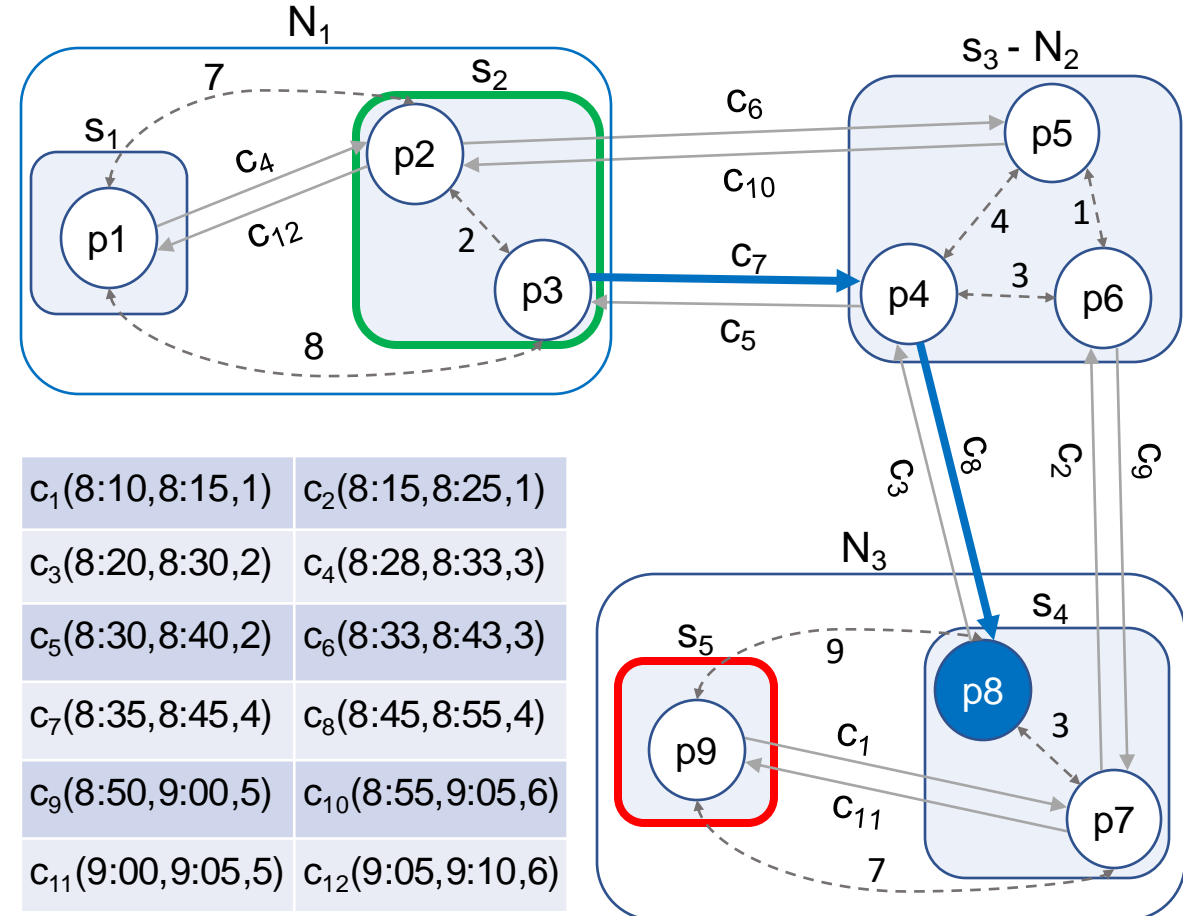 N₁
s₃ - N₂
7
s₂
s₁
c₆
p5
p2
c₄
c₁₀
c₁₂
4
1
p1
2
c₇
3
p3
p4
p6
c₅
8
c₃
c₈
c₂
c₉
c₁(8:10,8:15,1) c₂(8:15,8:25,1)
c₃(8:20,8:30,2) c₄(8:28,8:33,3)
c₅(8:30,8:40,2) c₆(8:33,8:43,3)
c₇(8:35,8:45,4) c₈(8:45,8:55,4)
c₉(8:50,9:00,5) c₁₀(8:55,9:05,6)
c₁₁(9:00,9:05,5) c₁₂(9:05,9:10,6)
N₃
s₄
s₅
9
p8
3
c₁
p9
c₁₁
p7
7